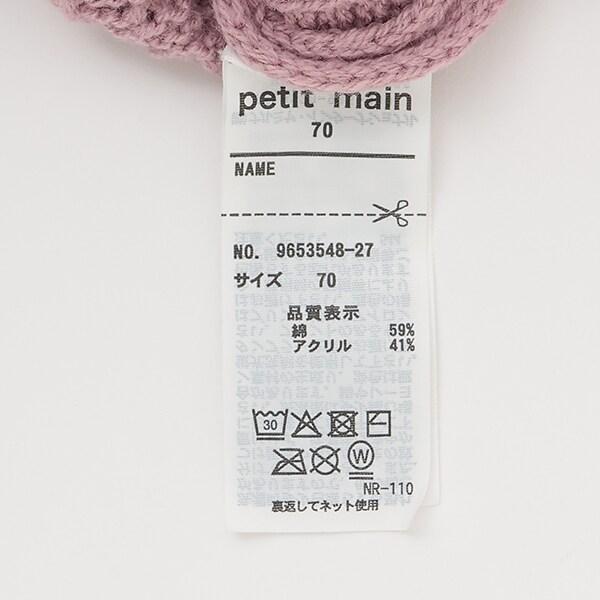 petit main
70
NAME
NO. 9653548-27
サイズ 70
品質表示
綿 59%
アクリル 41%
30
W
NR-110
裏返してネット使用